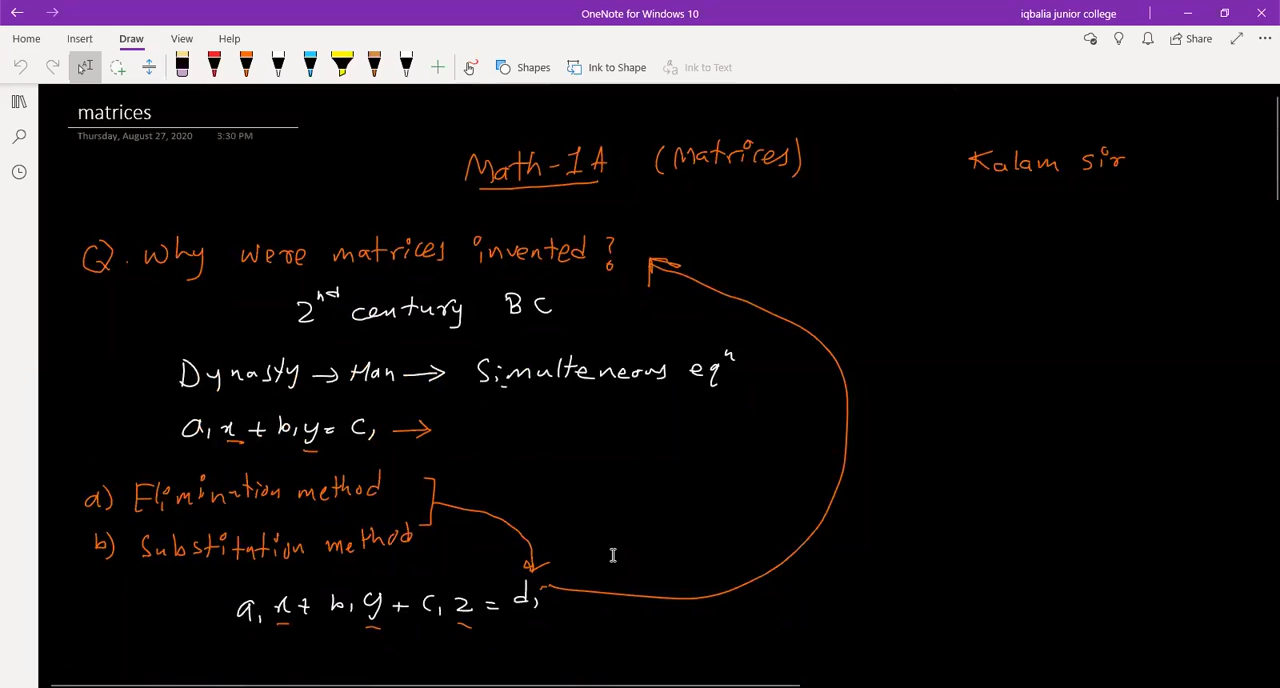 OneNote for Windows 10
iqbalia junior college
Home Insert Draw View Help
Share
Shapes Ink to Shape Ink to Text
matrices
Thursday, August 27, 2020 3:30 PM
Math-1A (Matrices) Kalam sir
Q. Why were matrices invented?
2nd century BC
Dynasty → Han → Simulteneous eqn
a₁x + b₁y = c₁ →
a) Elimination method
b) Substitation method
a₁x + b₁y + c₁z = d₁